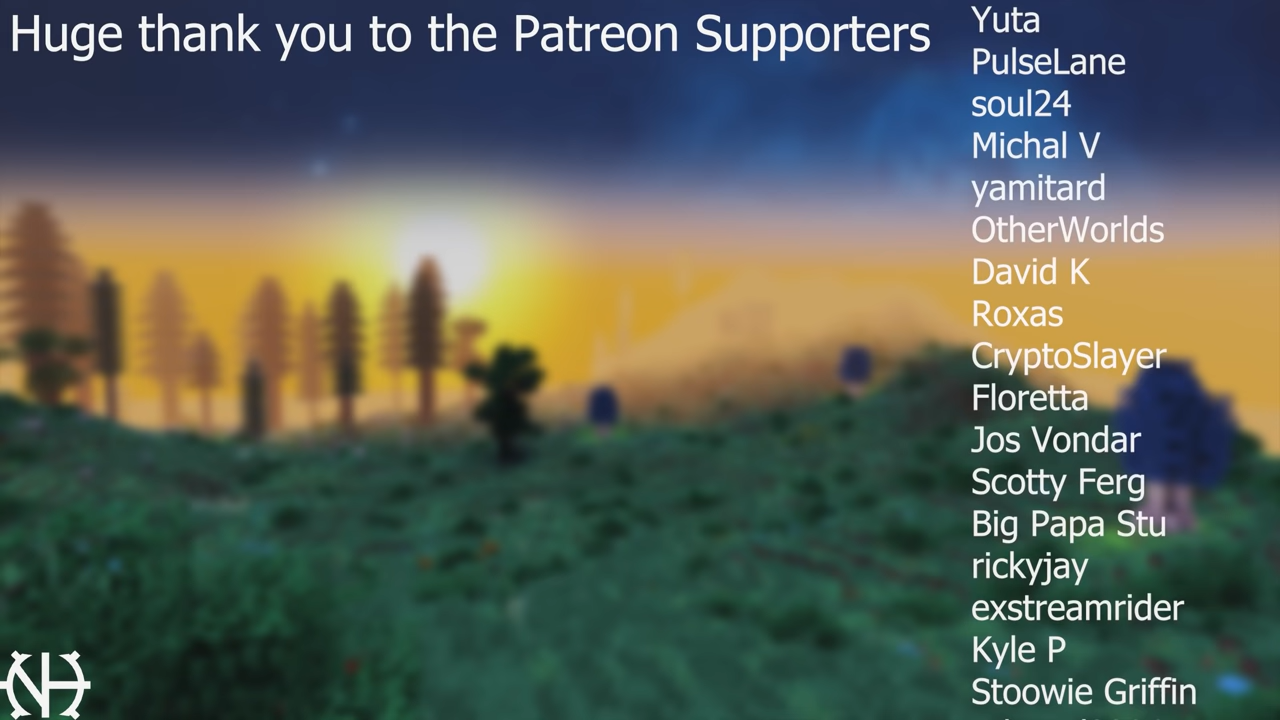 Huge thank you to the Patreon Supporters
Yuta
PulseLane
soul24
Michal V
yamitard
OtherWorlds
David K
Roxas
CryptoSlayer
Floretta
Jos Vondar
Scotty Ferg
Big Papa Stu
rickyjay
exstreamrider
Kyle P
Stoowie Griffin